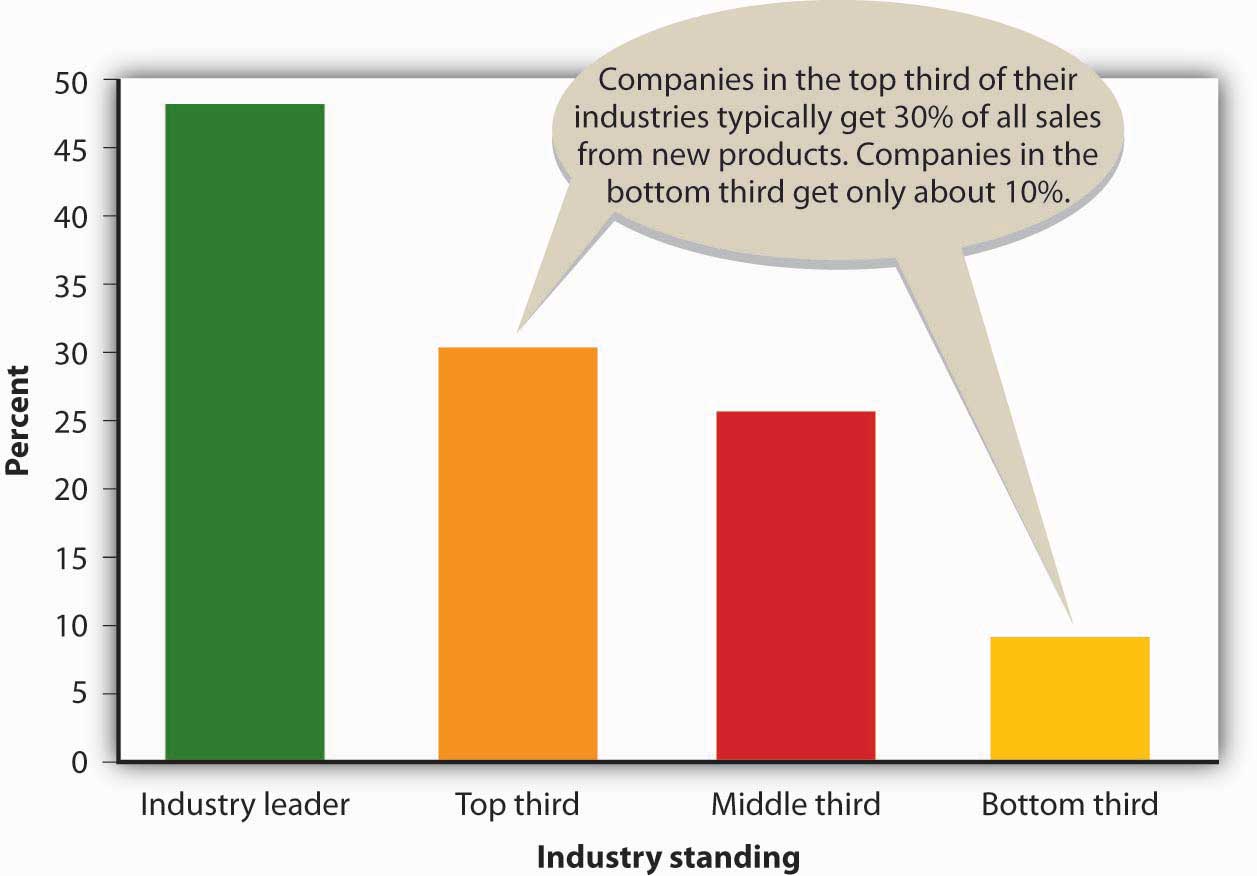 Companies in the top third of their
industries typically get 30% of all sales
from new products. Companies in the
bottom third get only about 10%.
50
45
40
35
30
25
20
15
10
5
0
Percent
Industry leader
Top third
Middle third
Bottom third
Industry standing